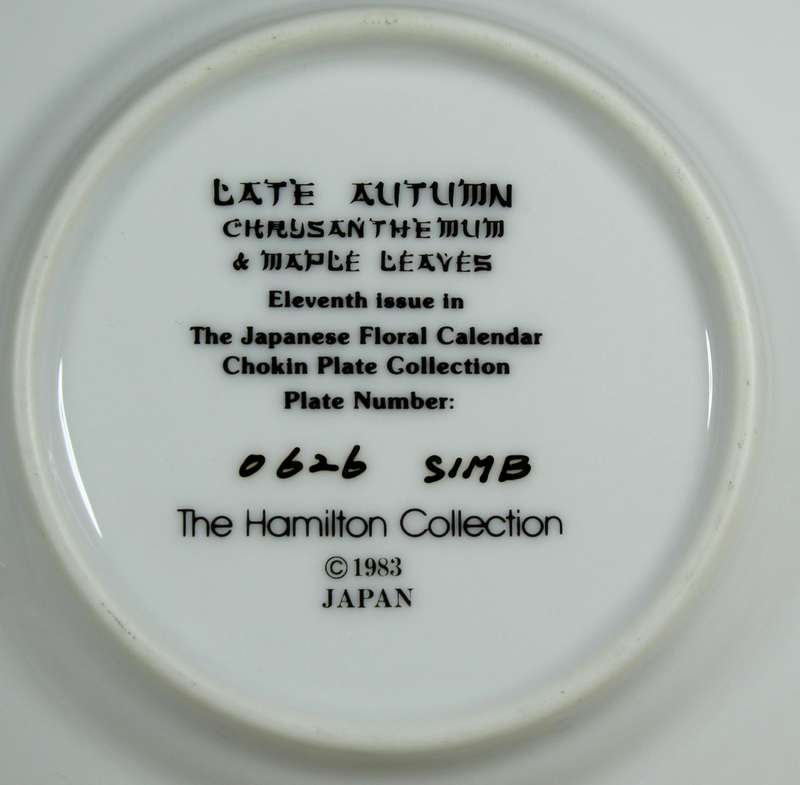 LATE AUTUMN
CHRYSANTHEMUM
& MAPLE LEAVES
Eleventh issue in
The Japanese Floral Calendar
Chokin Plate Collection
Plate Number:
0626 SIMB
The Hamilton Collection
© 1983
JAPAN